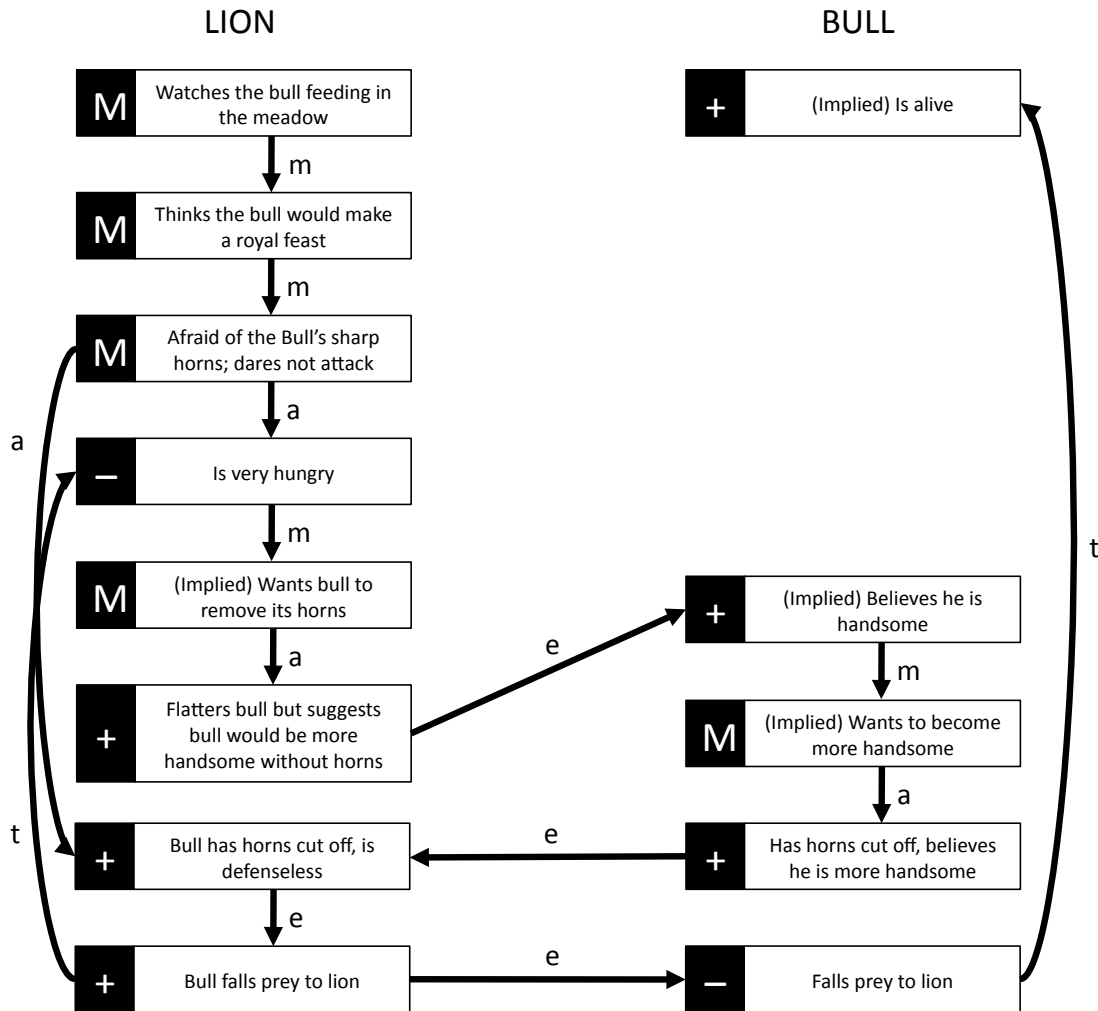 LION
BULL
M
Watches the bull feeding in
the meadow
+
(Implied) Is alive
m
M
Thinks the bull would make
a royal feast
m
M
Afraid of the Bull’s sharp
horns; dares not attack
a
a
–
Is very hungry
m
t
M
(Implied) Wants bull to
remove its horns
+
(Implied) Believes he is
handsome
a
e
m
+
Flatters bull but suggests
bull would be more
handsome without horns
M
(Implied) Wants to become
more handsome
a
t
+
Bull has horns cut off, is
defenseless
e
+
Has horns cut off, believes
he is more handsome
e
+
Bull falls prey to lion
e
–
Falls prey to lion